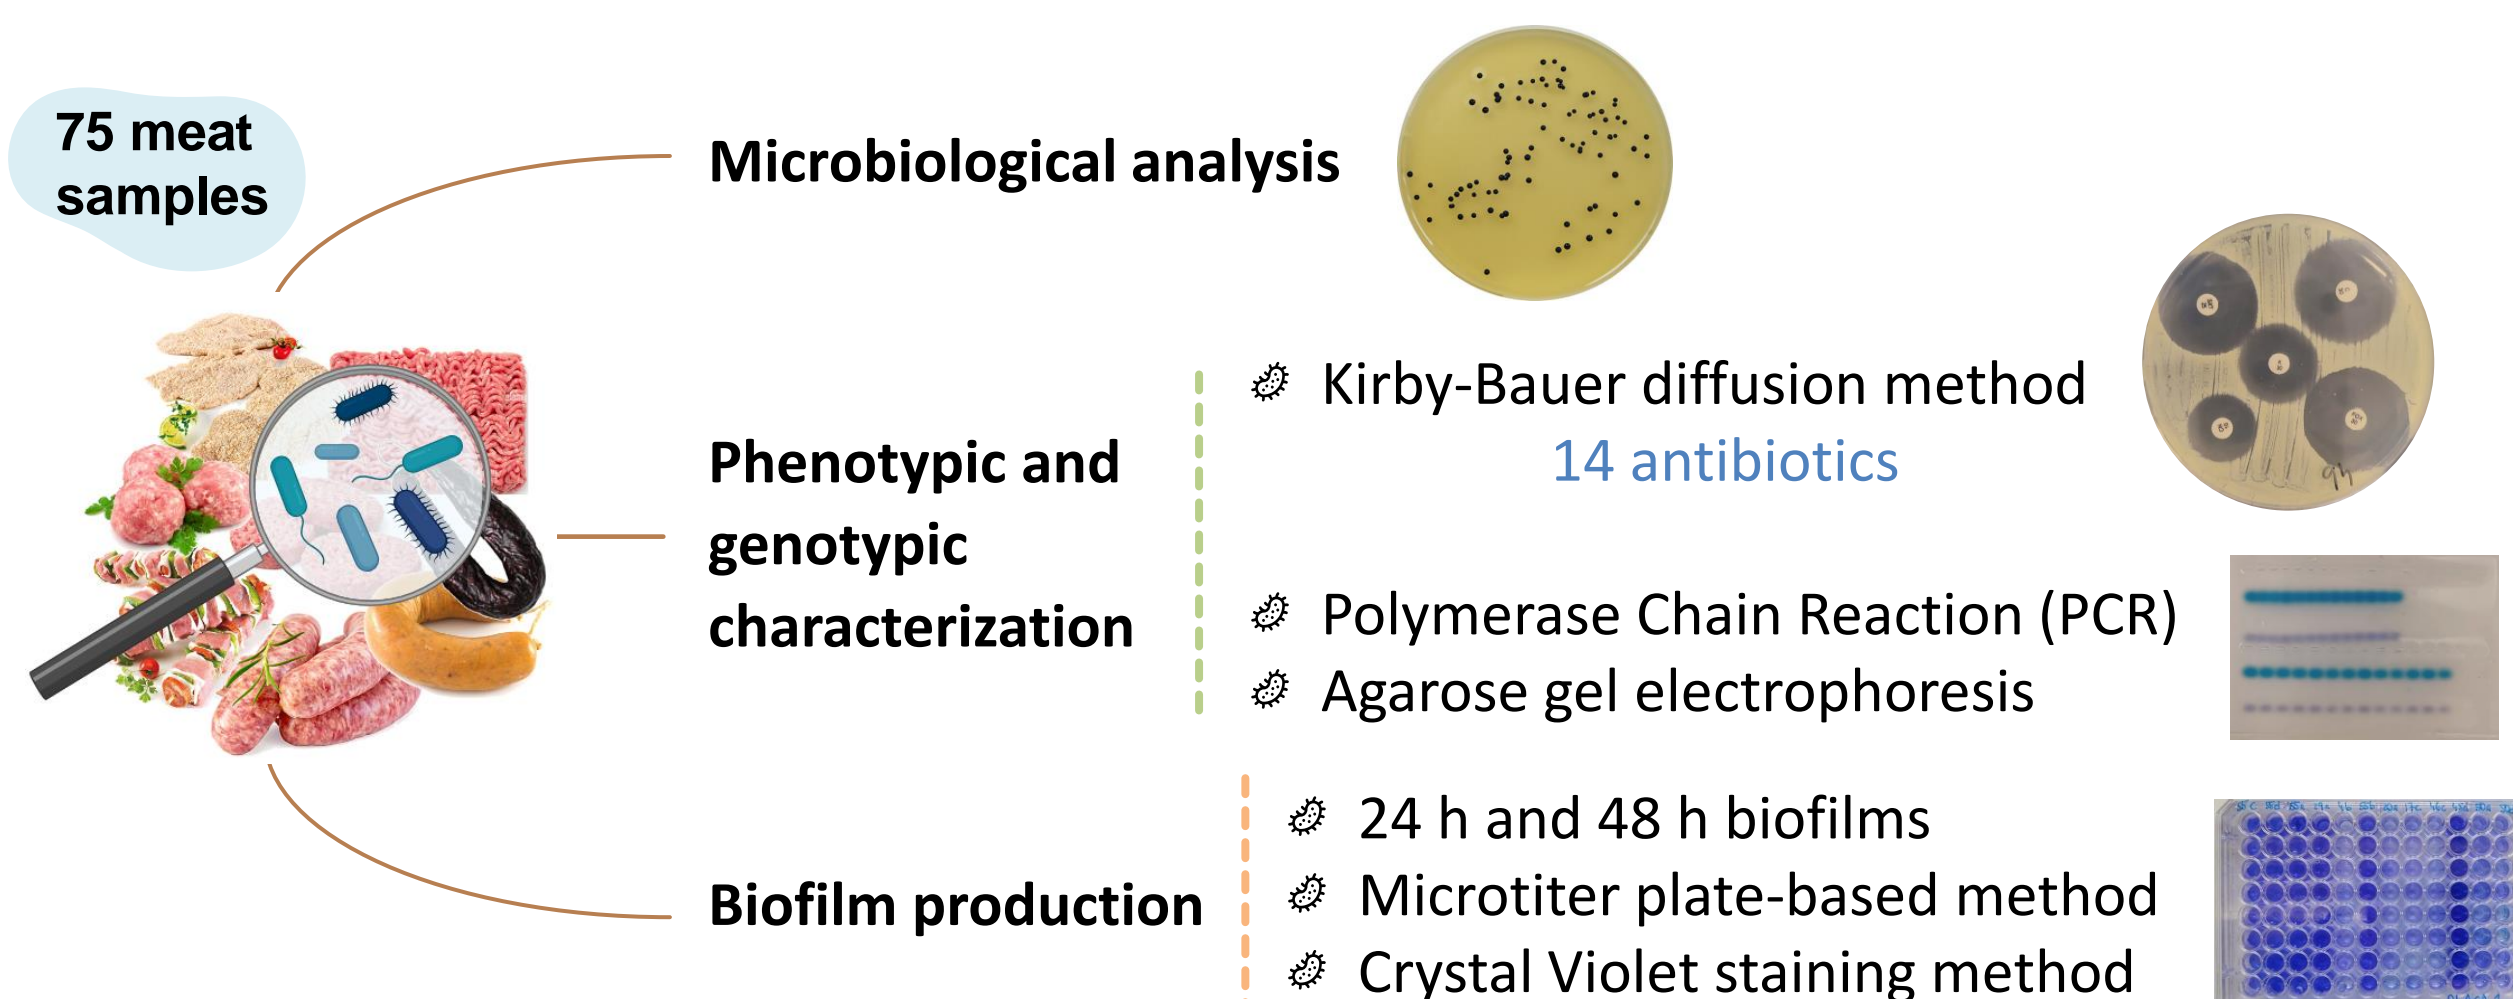 75 meat
samples
Microbiological analysis
Kirby-Bauer diffusion method
14 antibiotics
Phenotypic and
genotypic
characterization
Polymerase Chain Reaction (PCR)
Agarose gel electrophoresis
Biofilm production
24 h and 48 h biofilms
Microtiter plate-based method
Crystal Violet staining method
94